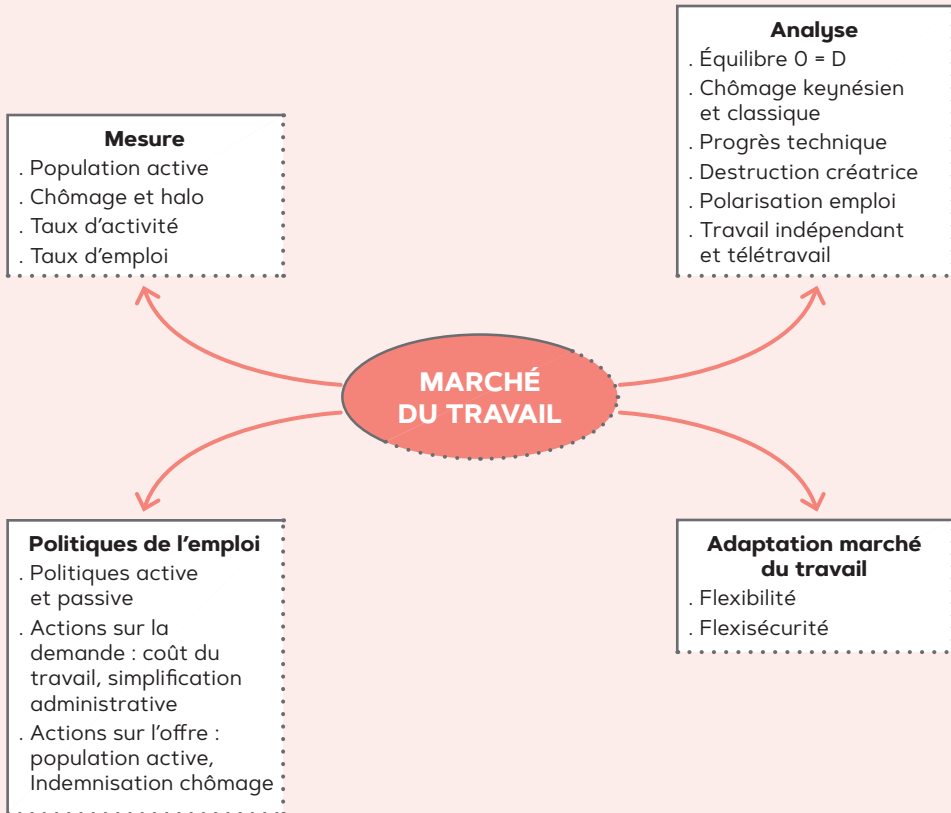 Analyse
. Équilibre 0 = D
. Chômage keynésien
et classique
. Progrès technique
. Destruction créatrice
. Polarisation emploi
. Travail indépendant
et télétravail
Mesure
. Population active
. Chômage et halo
. Taux d'activité
. Taux d'emploi
MARCHÉ
DU TRAVAIL
Politiques de l'emploi
. Politiques active
et passive
. Actions sur la
demande : coût du
travail, simplification
administrative
. Actions sur l'offre :
population active,
Indemnisation chômage
Adaptation marché
du travail
. Flexibilité
. Flexisécurité